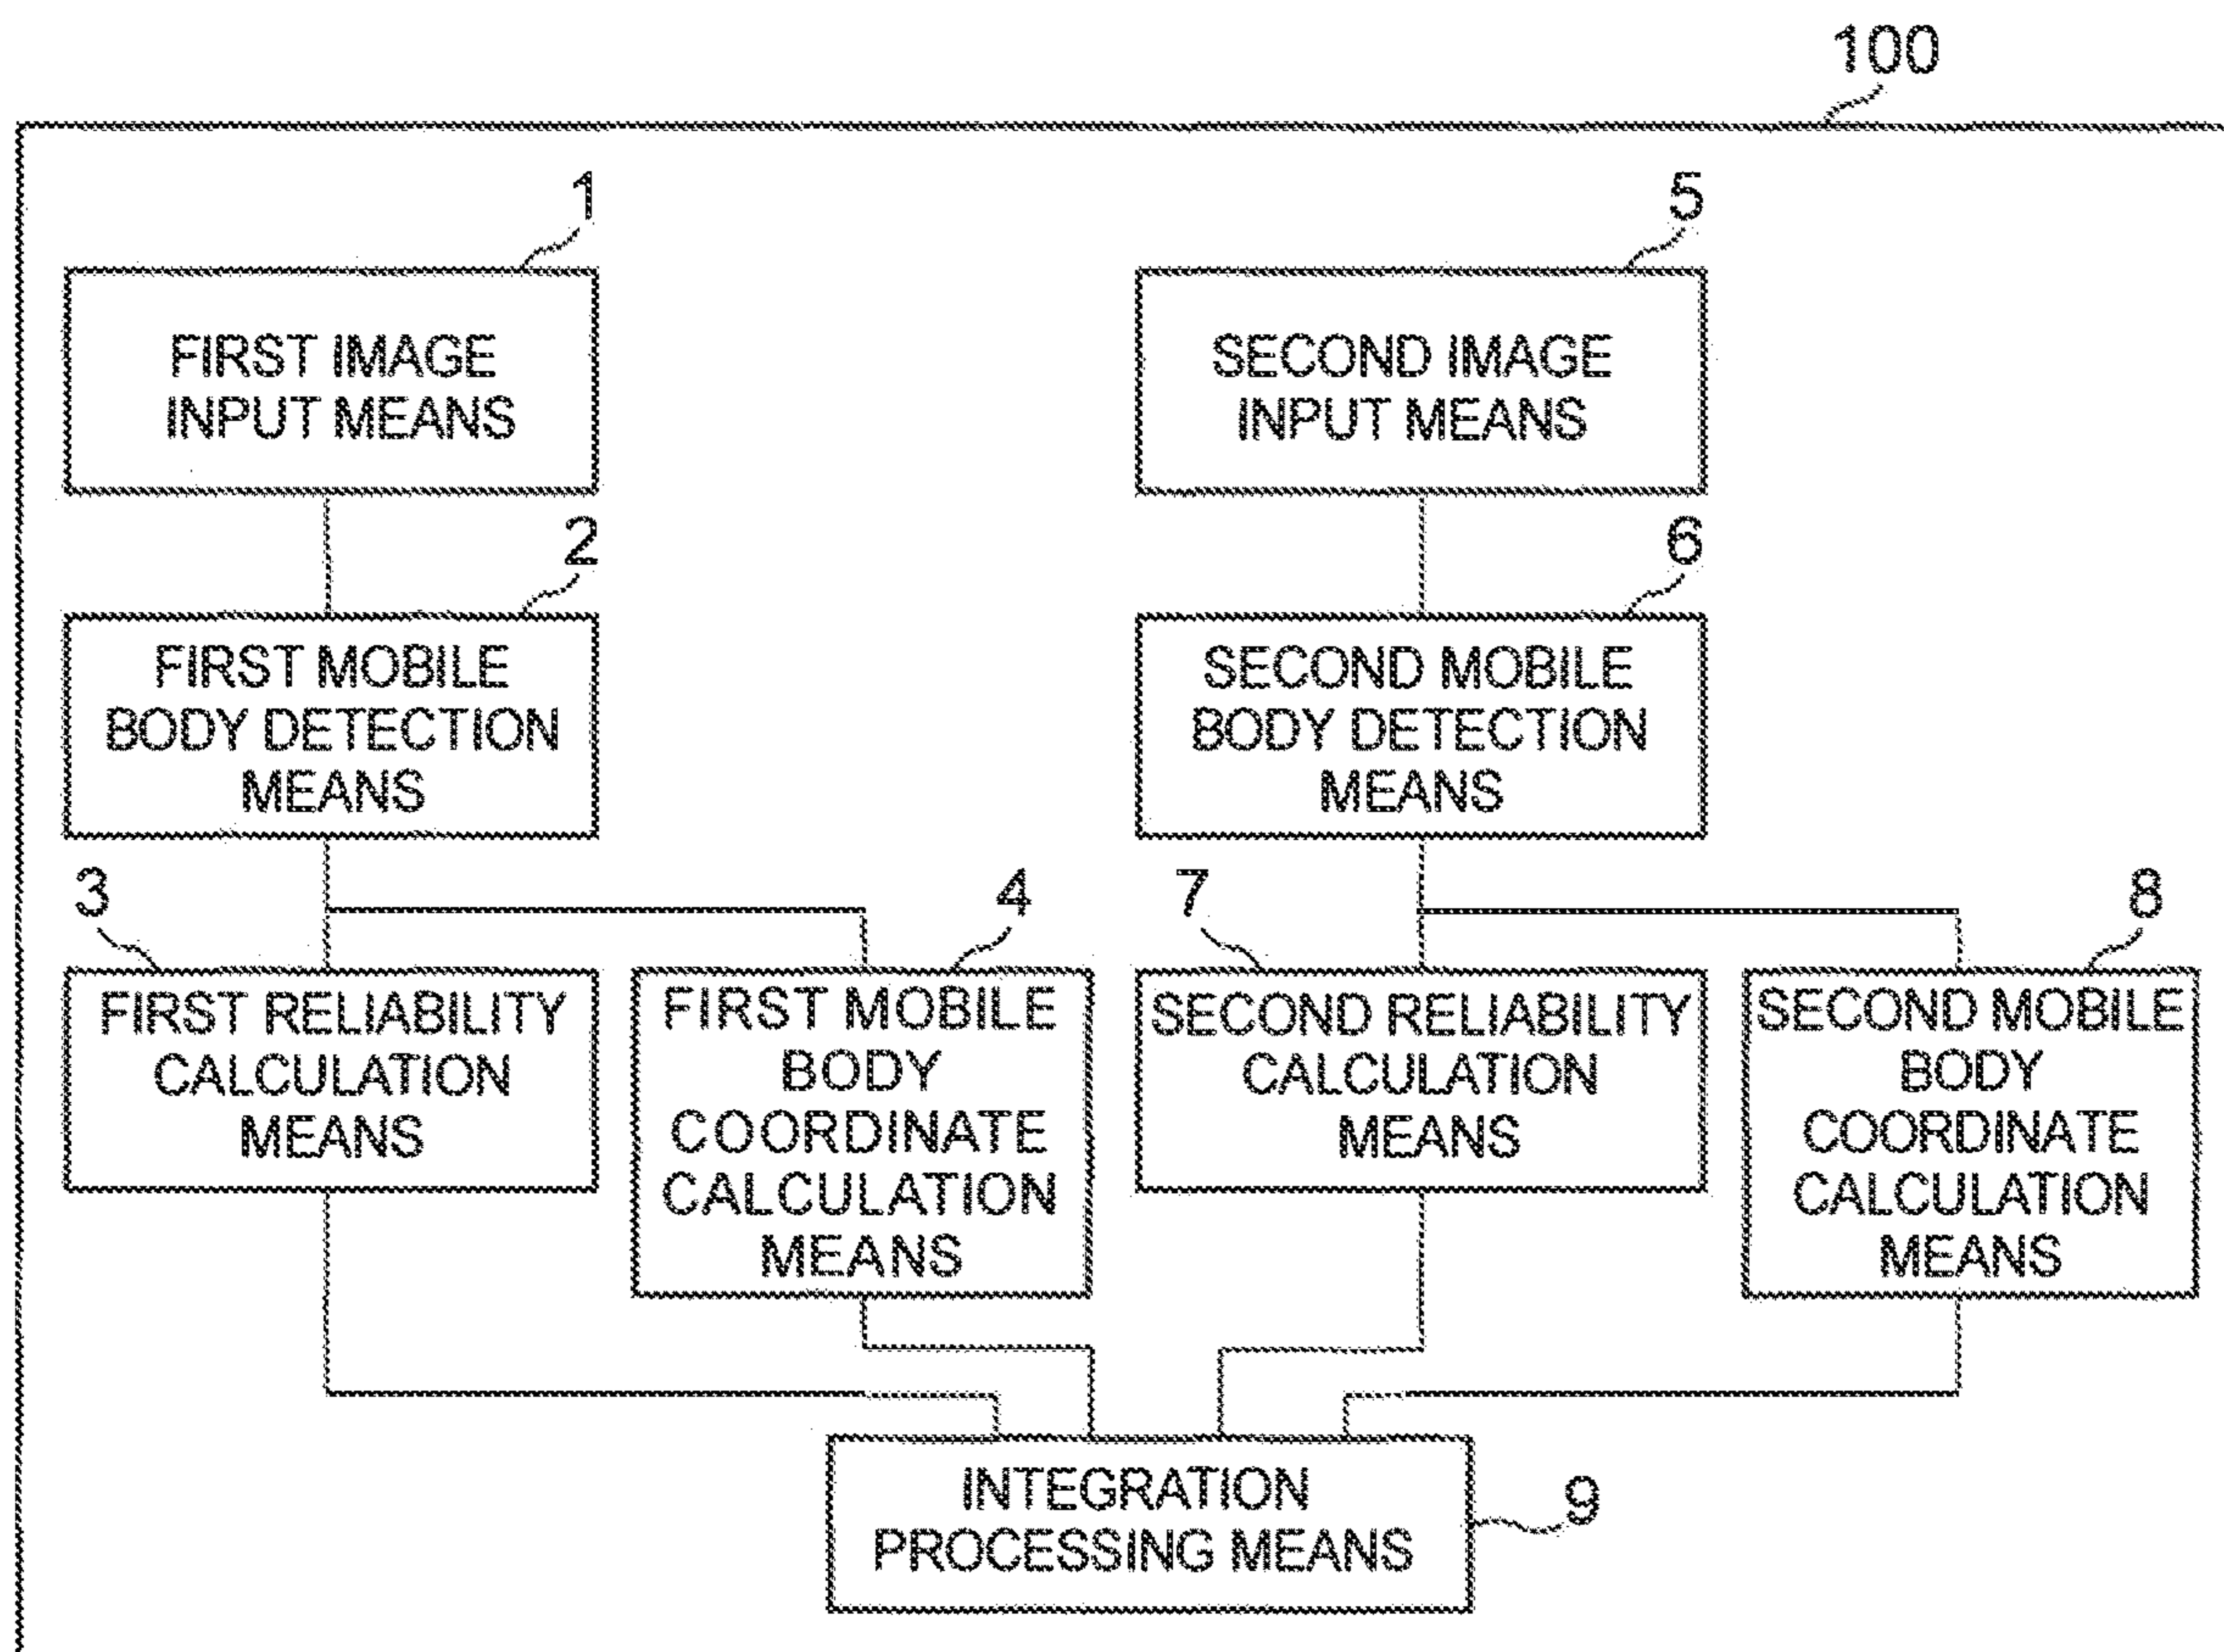 100
1
5
FIRST IMAGE
INPUT MEANS
SECOND IMAGE
INPUT MEANS
2
6
FIRST MOBILE
BODY DETECTION
MEANS
SECOND MOBILE
BODY DETECTION
MEANS
3
4
7
8
FIRST RELIABILITY
CALCULATION
MEANS
FIRST MOBILE
BODY
COORDINATE
CALCULATION
MEANS
SECOND RELIABILITY
CALCULATION
MEANS
SECOND MOBILE
BODY
COORDINATE
CALCULATION
MEANS
INTEGRATION
PROCESSING MEANS
9